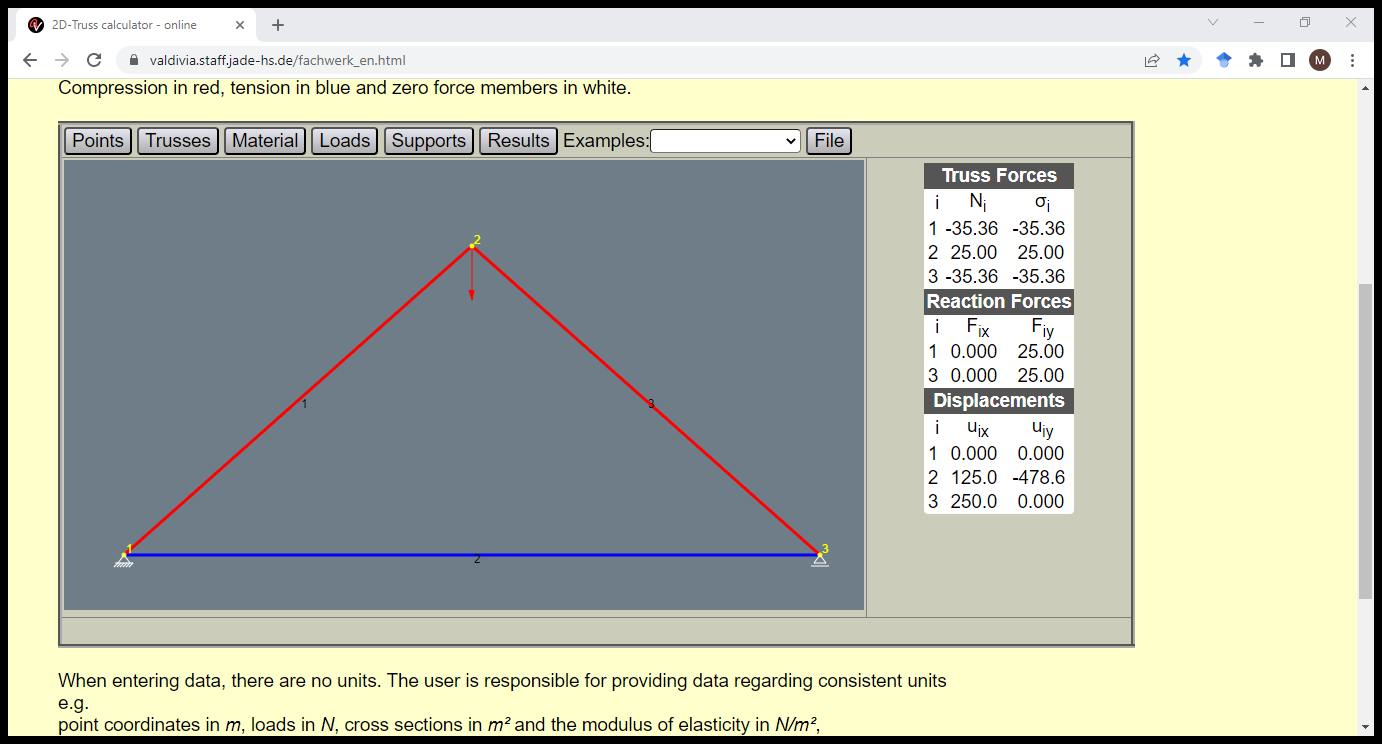 2D-Truss calculator - online
valdivia.staff.jade-hs.de/fachwerk_en.html
M
Compression in red, tension in blue and zero force members in white.
Points Trusses Material Loads Supports Results Examples: File
2
1
3
1
2
3
Truss Forces
i Ni σi
1 -35.36 -35.36
2 25.00 25.00
3 -35.36 -35.36
Reaction Forces
i Fix Fiy
1 0.000 25.00
3 0.000 25.00
Displacements
i uix uiy
1 0.000 0.000
2 125.0 -478.6
3 250.0 0.000
When entering data, there are no units. The user is responsible for providing data regarding consistent units
e.g.
point coordinates in m, loads in N, cross sections in m² and the modulus of elasticity in N/m²,